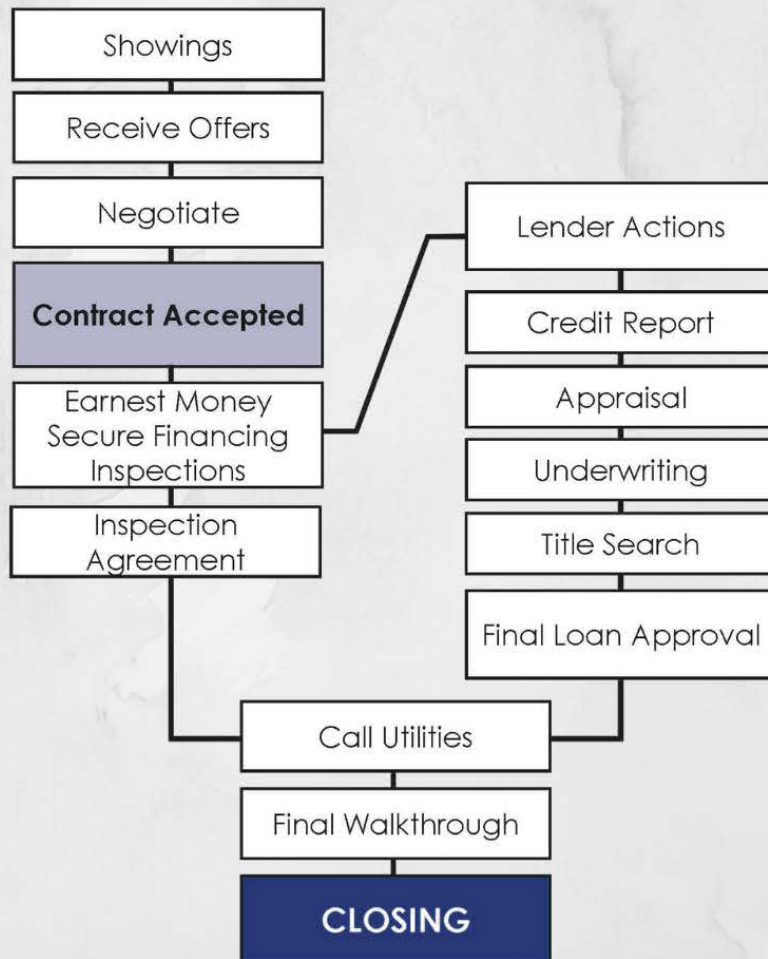 Showings
Receive Offers
Negotiate
Contract Accepted
Earnest Money
Secure Financing
Inspections
Inspection
Agreement
Lender Actions
Credit Report
Appraisal
Underwriting
Title Search
Final Loan Approval
Call Utilities
Final Walkthrough
CLOSING